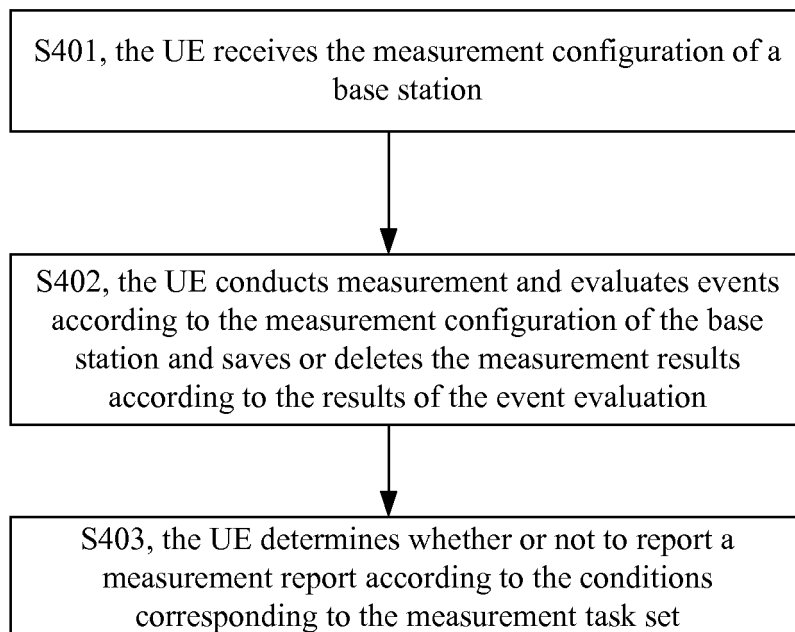 S401, the UE receives the measurement configuration of a
base station
S402, the UE conducts measurement and evaluates events
according to the measurement configuration of the base
station and saves or deletes the measurement results
according to the results of the event evaluation
S403, the UE determines whether or not to report a
measurement report according to the conditions
corresponding to the measurement task set